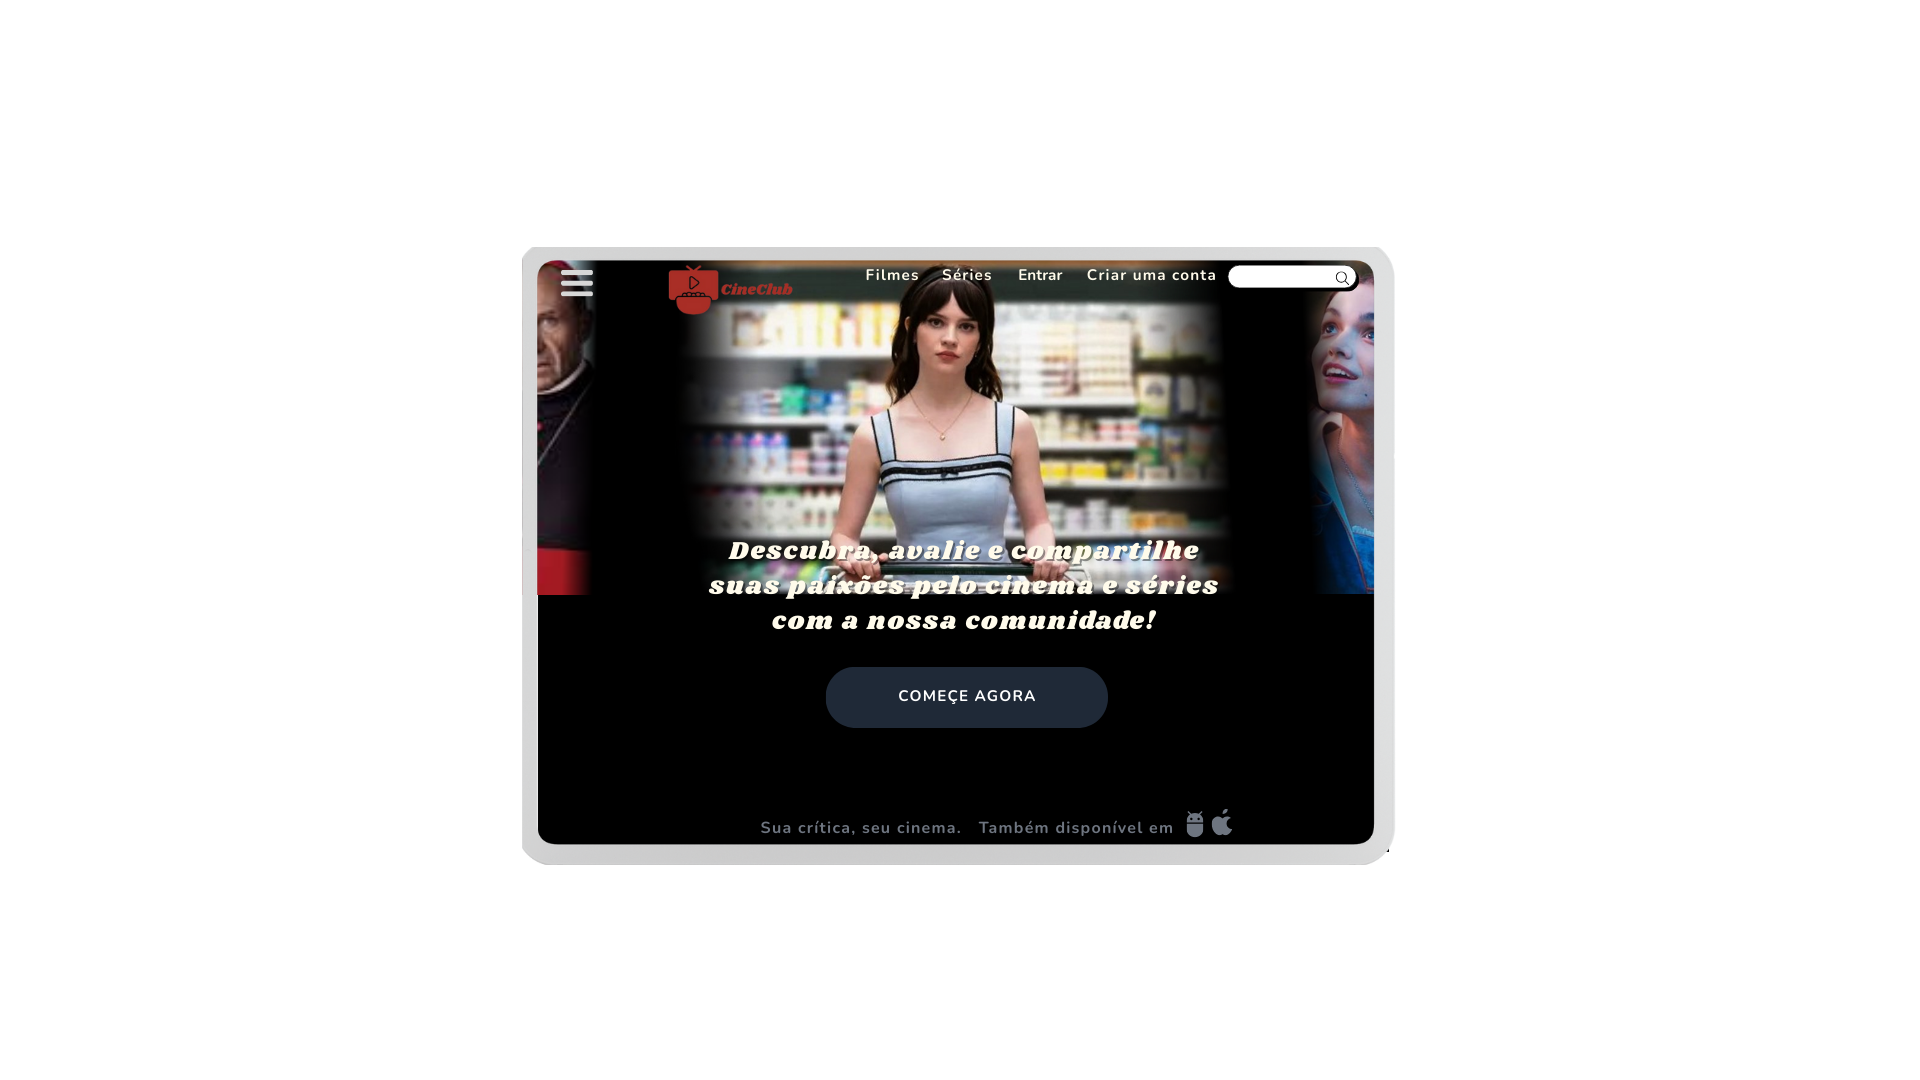 CineClub
Filmes Séries Entrar Criar uma conta
Descubra, avalie e compartilhe
suas paixões pelo cinema e séries
com a nossa comunidade!
COMEÇE AGORA
Sua crítica, seu cinema. Também disponível em